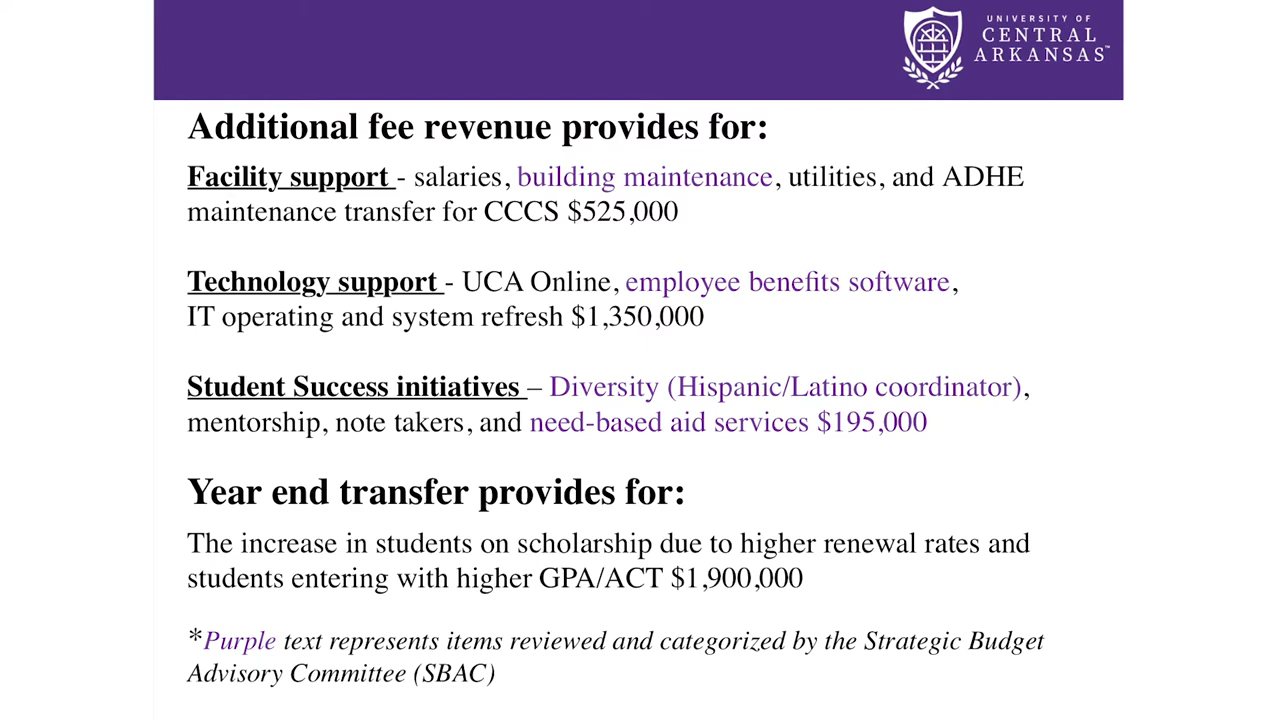 UNIVERSITY OF
CENTRAL
ARKANSAS™
Additional fee revenue provides for:
Facility support - salaries, building maintenance, utilities, and ADHE
maintenance transfer for CCCS $525,000
Technology support - UCA Online, employee benefits software,
IT operating and system refresh $1,350,000
Student Success initiatives – Diversity (Hispanic/Latino coordinator),
mentorship, note takers, and need-based aid services $195,000
Year end transfer provides for:
The increase in students on scholarship due to higher renewal rates and
students entering with higher GPA/ACT $1,900,000
*Purple text represents items reviewed and categorized by the Strategic Budget
Advisory Committee (SBAC)